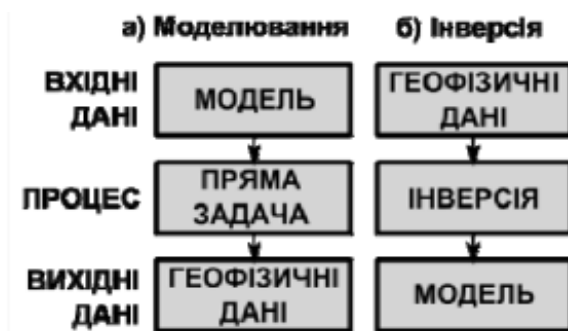 а) Моделювання б) Інверсія
ВХІДНІ ДАНІ МОДЕЛЬ ГЕОФІЗИЧНІ ДАНІ
ПРОЦЕС ПРЯМА ЗАДАЧА ІНВЕРСІЯ
ВИХІДНІ ДАНІ ГЕОФІЗИЧНІ ДАНІ МОДЕЛЬ